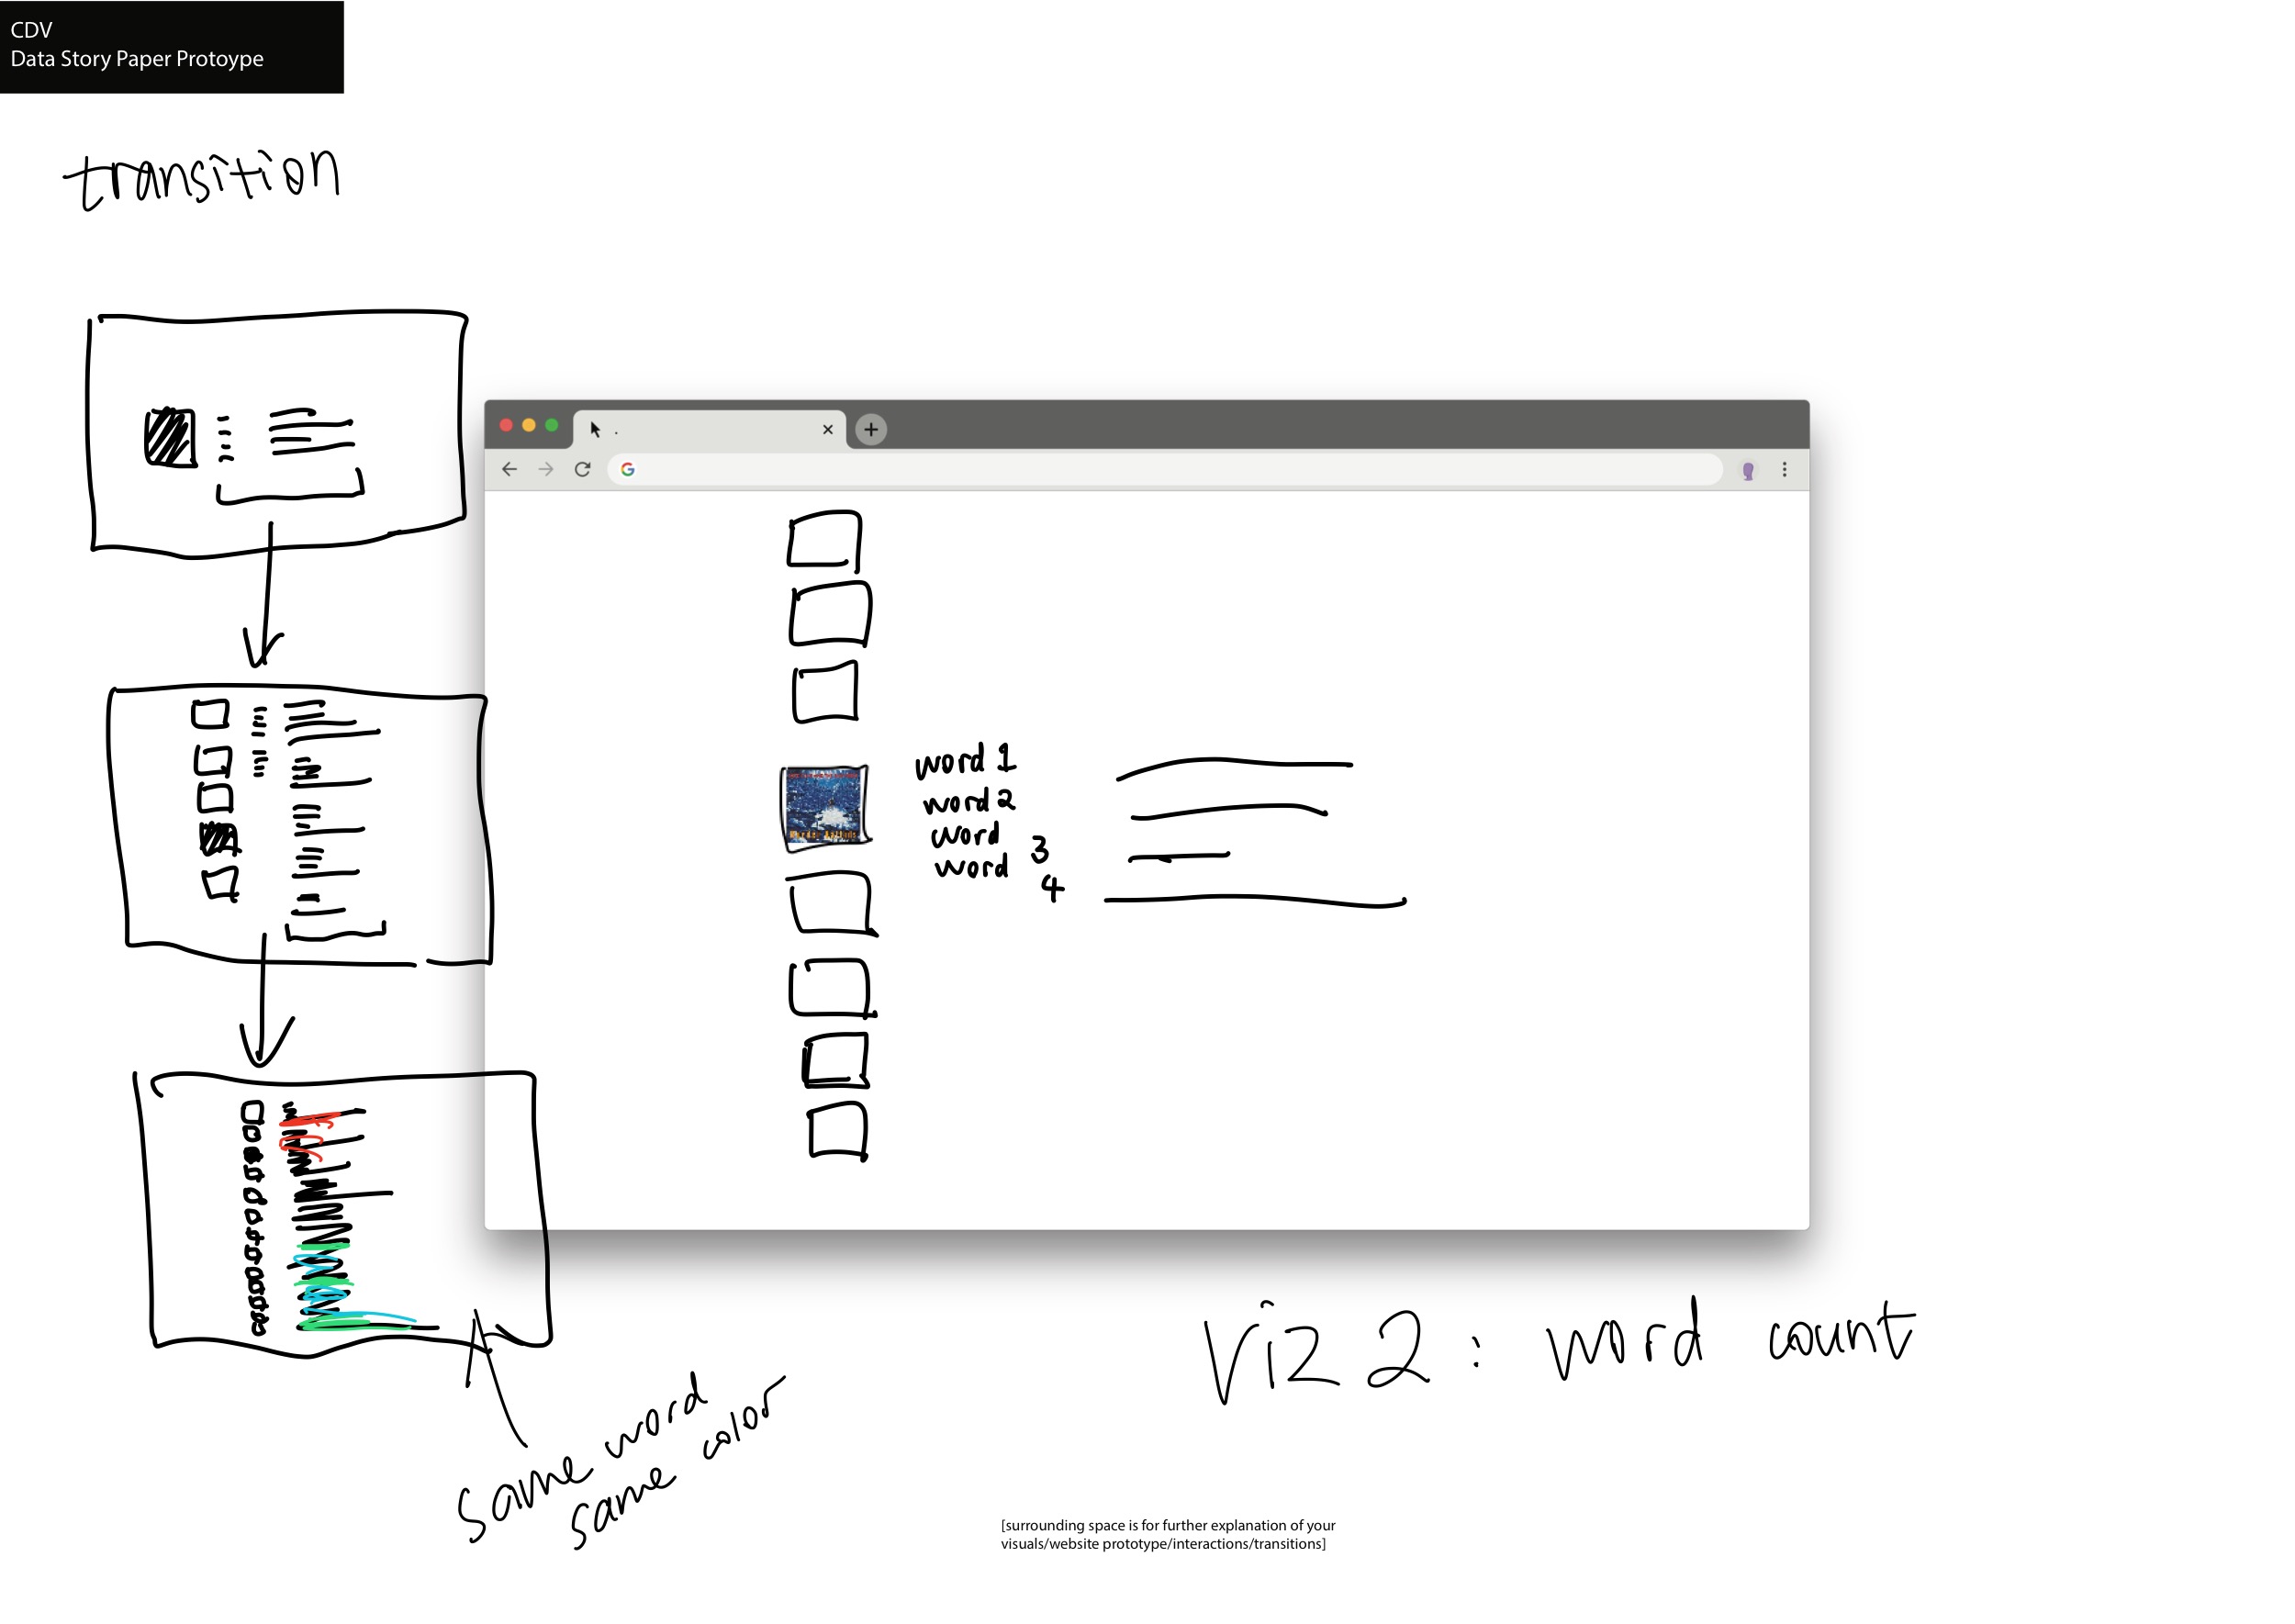 CDV
Data Story Paper Protoype
transition
.
word 1
word 2
word 3
word 4
same word
same color
Viz 2: word count
[surrounding space is for further explanation of your
visuals/website prototype/interactions/transitions]